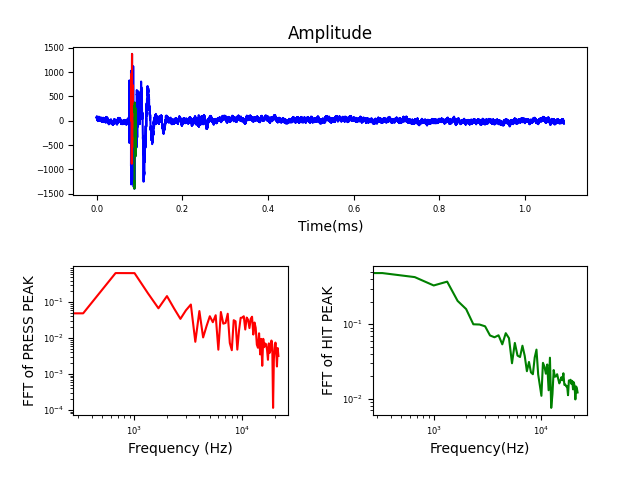 Amplitude
1500
1000
500
0
−500
−1000
−1500
0.0 0.2 0.4 0.6 0.8 1.0
Time(ms)
FFT of PRESS PEAK
10⁻¹
10⁻²
10⁻³
10⁻⁴
10³ 10⁴
Frequency (Hz)
FFT of HIT PEAK
10⁻¹
10⁻²
10³ 10⁴
Frequency(Hz)